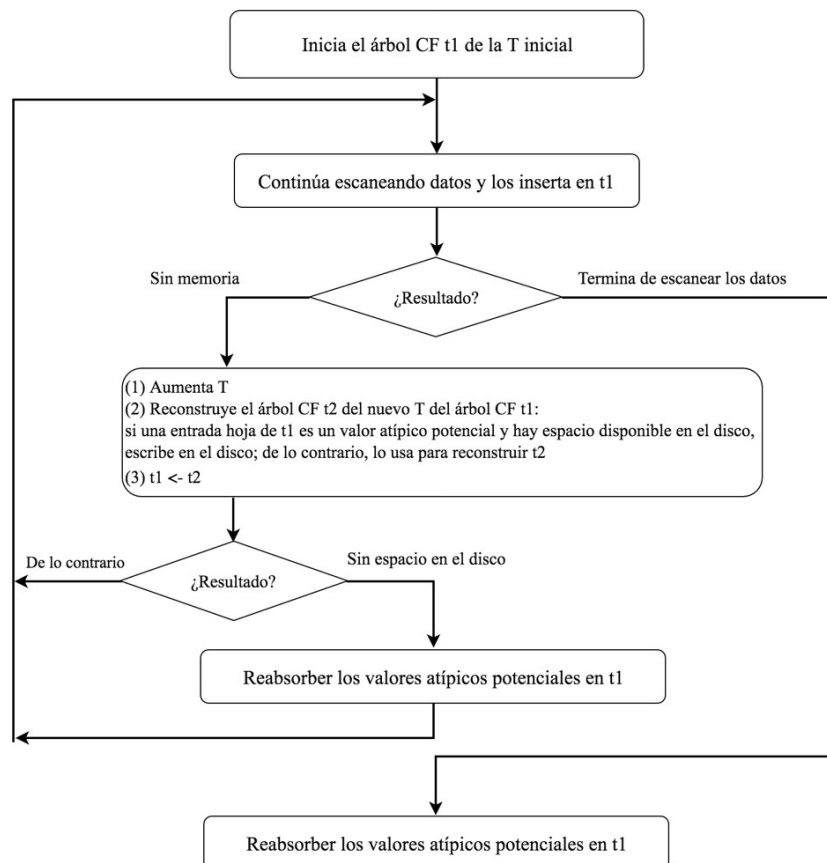 Inicia el árbol CF t1 de la T inicial
Continúa escaneando datos y los inserta en t1
Sin memoria
¿Resultado?
Termina de escanear los datos
(1) Aumenta T
(2) Reconstruye el árbol CF t2 del nuevo T del árbol CF t1:
si una entrada hoja de t1 es un valor atípico potencial y hay espacio disponible en el disco,
escribe en el disco; de lo contrario, lo usa para reconstruir t2
(3) t1 <- t2
De lo contrario
¿Resultado?
Sin espacio en el disco
Reabsorber los valores atípicos potenciales en t1
Reabsorber los valores atípicos potenciales en t1